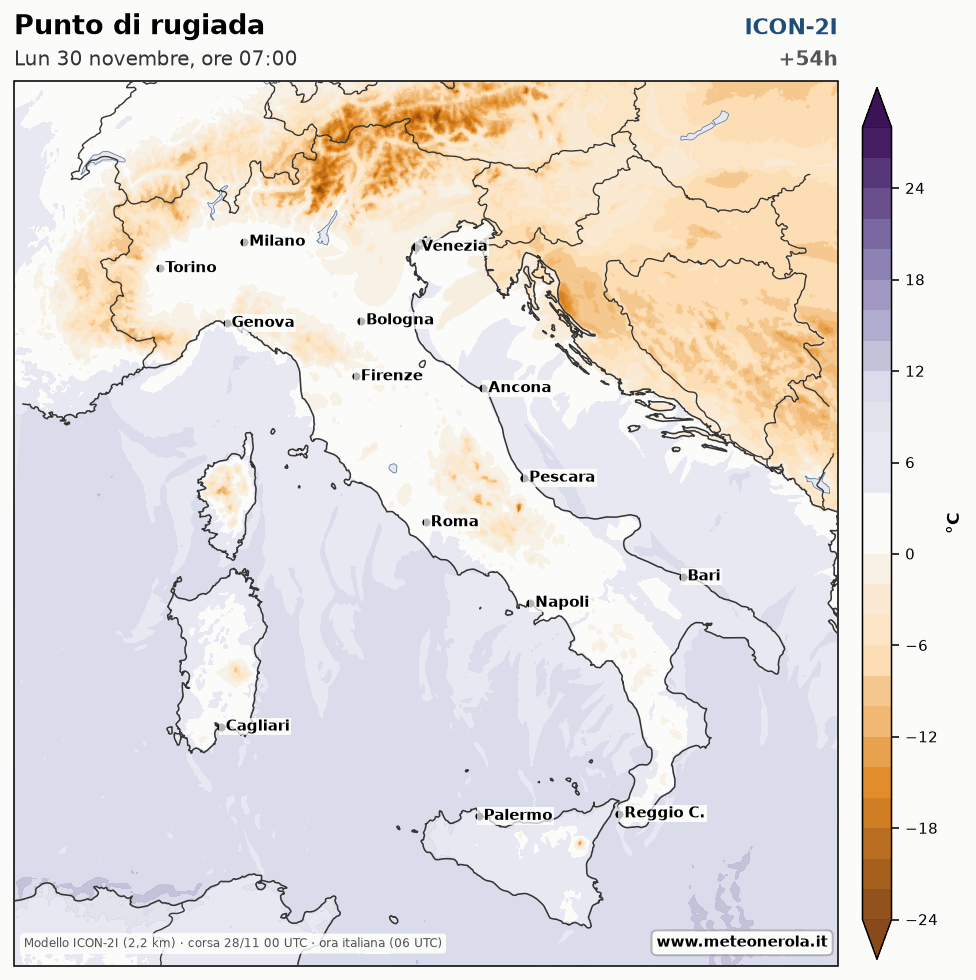 Punto di rugiada
ICON-2I
Lun 30 novembre, ore 07:00
+54h
Milano
Venezia
Torino
Genova
Bologna
Firenze
Ancona
Pescara
Roma
Bari
Napoli
Cagliari
Palermo
Reggio C.
24
18
12
6
0
−6
−12
−18
−24
°C
Modello ICON-2I (2,2 km) · corsa 28/11 00 UTC · ora italiana (06 UTC)
www.meteonerola.it